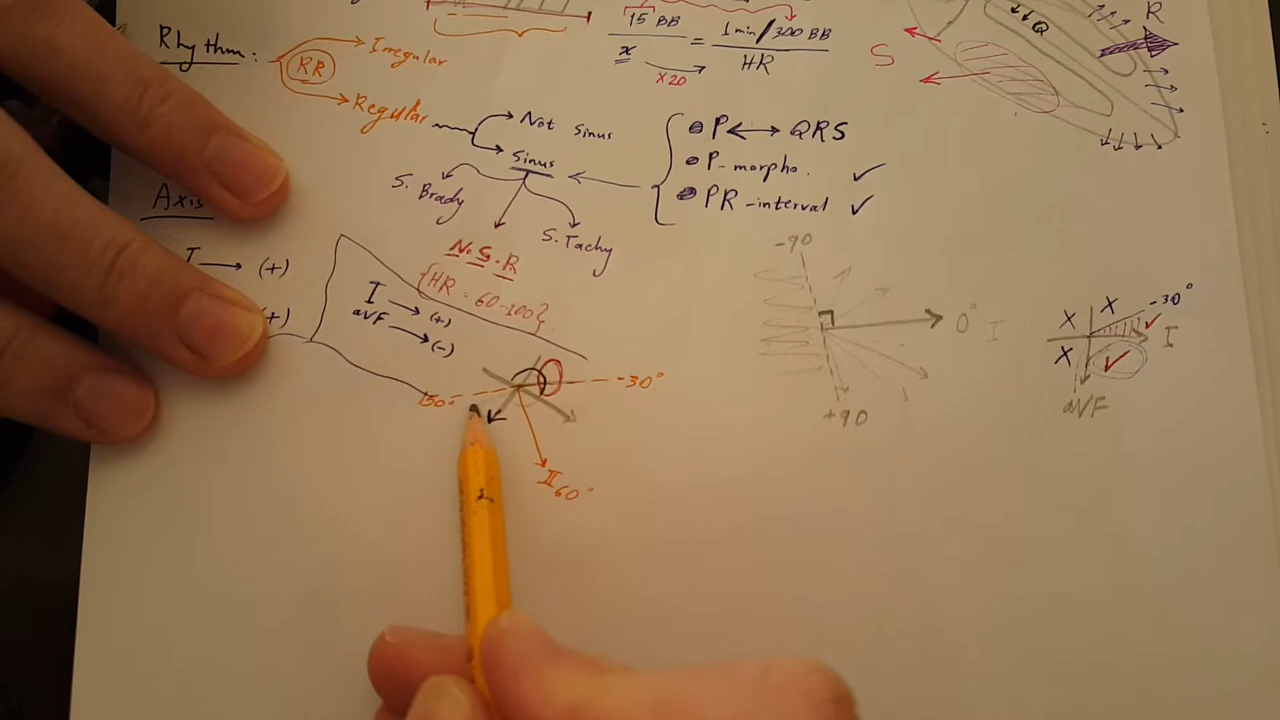 15 BB
x
=
1 min/300 BB
HR
x20
Q
R
S
Rhythm:
RR
Irregular
Regular
Not Sinus
Sinus
S. Brady
N.S.R
{HR = 60-100}
S. Tachy
P ↔ QRS
P-morpho. ✓
PR-interval ✓
Axis
I → (+)
(+)
I → (+)
aVF → (-)
-30°
150°
II 60°
-90
0° I
+90
X X -30°
✓ I
X ✓
aVF